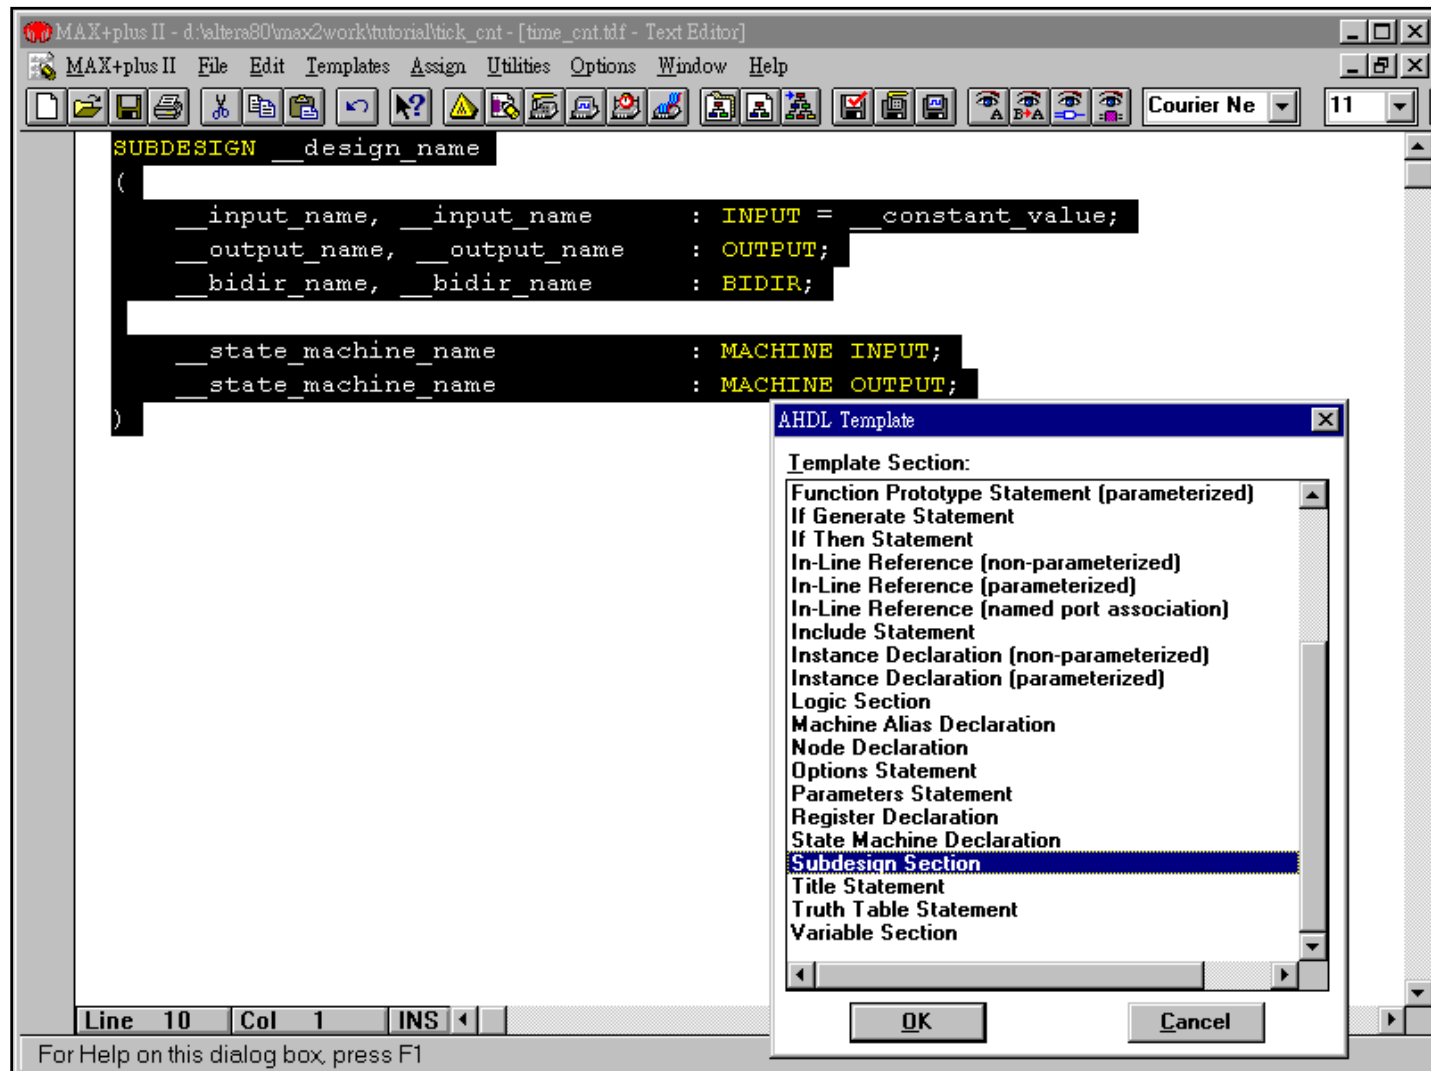 MAX+plus II - d:\altera80\max2work\tutorial\tick_cnt - [time_cnt.tdf - Text Editor]
MAX+plus II File Edit Templates Assign Utilities Options Window Help
Courier Ne 11
SUBDESIGN __design_name
(
__input_name, __input_name : INPUT = __constant_value;
__output_name, __output_name : OUTPUT;
__bidir_name, __bidir_name : BIDIR;
__state_machine_name : MACHINE INPUT;
__state_machine_name : MACHINE OUTPUT;
)
AHDL Template
Template Section:
Function Prototype Statement (parameterized)
If Generate Statement
If Then Statement
In-Line Reference (non-parameterized)
In-Line Reference (parameterized)
In-Line Reference (named port association)
Include Statement
Instance Declaration (non-parameterized)
Instance Declaration (parameterized)
Logic Section
Machine Alias Declaration
Node Declaration
Options Statement
Parameters Statement
Register Declaration
State Machine Declaration
Subdesign Section
Title Statement
Truth Table Statement
Variable Section
OK Cancel
Line 10 Col 1 INS
For Help on this dialog box, press F1